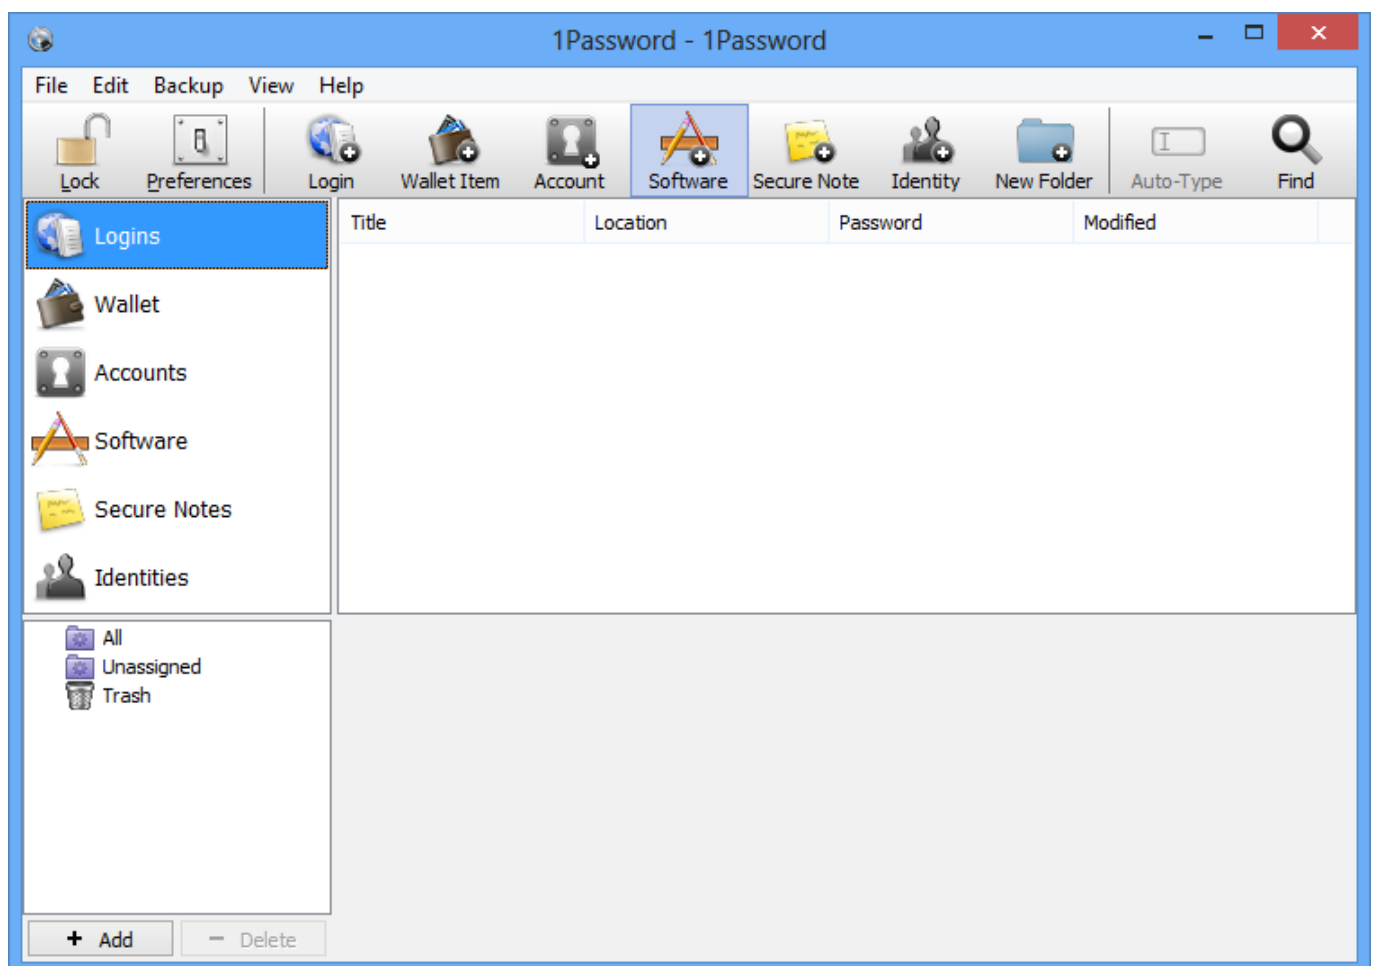 1Password - 1Password
File Edit Backup View Help
Lock Preferences Login Wallet Item Account Software Secure Note Identity New Folder Auto-Type Find
Logins
Title Location Password Modified
Wallet
Accounts
Software
Secure Notes
Identities
All
Unassigned
Trash
+ Add − Delete